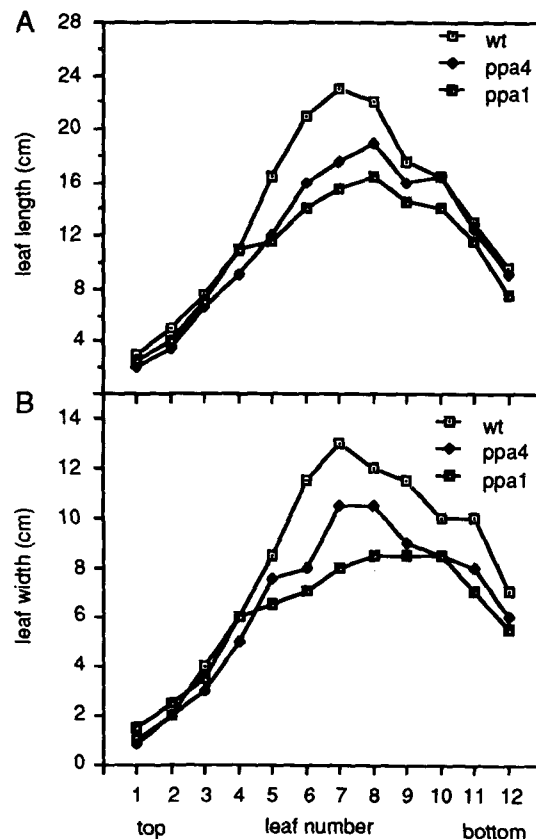 A
28
24
20
16
12
8
4
leaf length (cm)
wt
ppa4
ppa1
B
14
12
10
8
6
4
2
0
leaf width (cm)
wt
ppa4
ppa1
1 2 3 4 5 6 7 8 9 10 11 12
top leaf number bottom